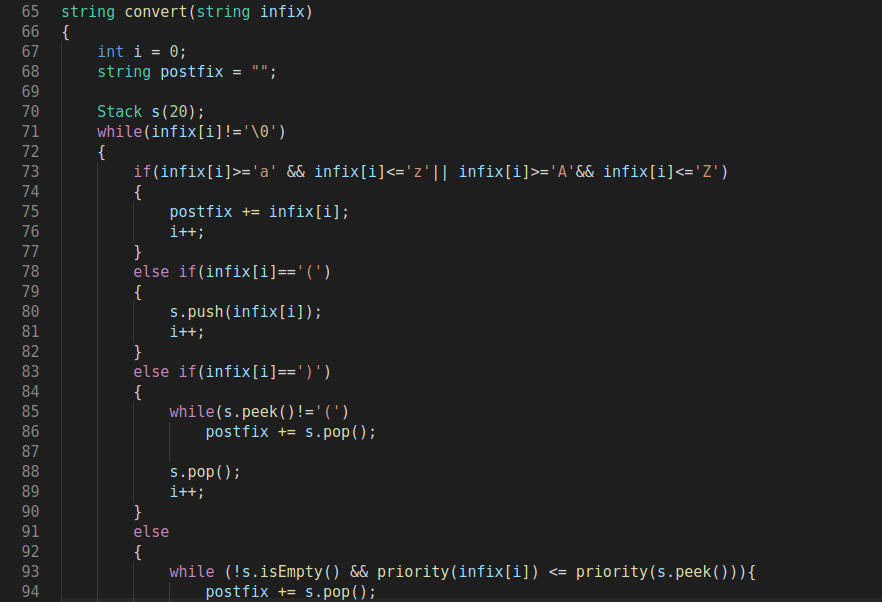 65 string convert(string infix)
66 {
67     int i = 0;
68     string postfix = "";
69
70     Stack s(20);
71     while(infix[i]!='\0')
72     {
73         if(infix[i]>='a' && infix[i]<='z'|| infix[i]>='A'&& infix[i]<='Z')
74         {
75             postfix += infix[i];
76             i++;
77         }
78         else if(infix[i]=='(')
79         {
80             s.push(infix[i]);
81             i++;
82         }
83         else if(infix[i]==')')
84         {
85             while(s.peek()!='(')
86                 postfix += s.pop();
87
88             s.pop();
89             i++;
90         }
91         else
92         {
93             while (!s.isEmpty() && priority(infix[i]) <= priority(s.peek())){
94                 postfix += s.pop();